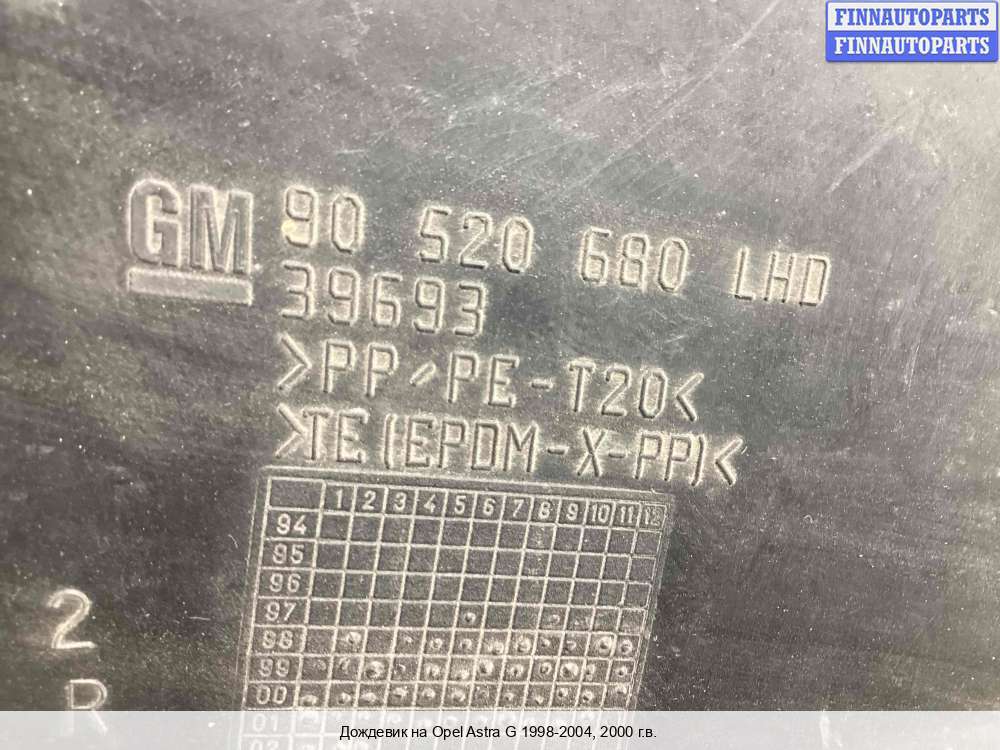 FINNAUTOPARTS
FINNAUTOPARTS
GM 90 520 680 LHD
39693
>PP/PE-T20<
>TE(EPDM-X-PP)<
1 2 3 4 5 6 7 8 9 10 11 12
94
95
96
97
98
99
00
01
2
R
Дождевик на Opel Astra G 1998-2004, 2000 г.в.